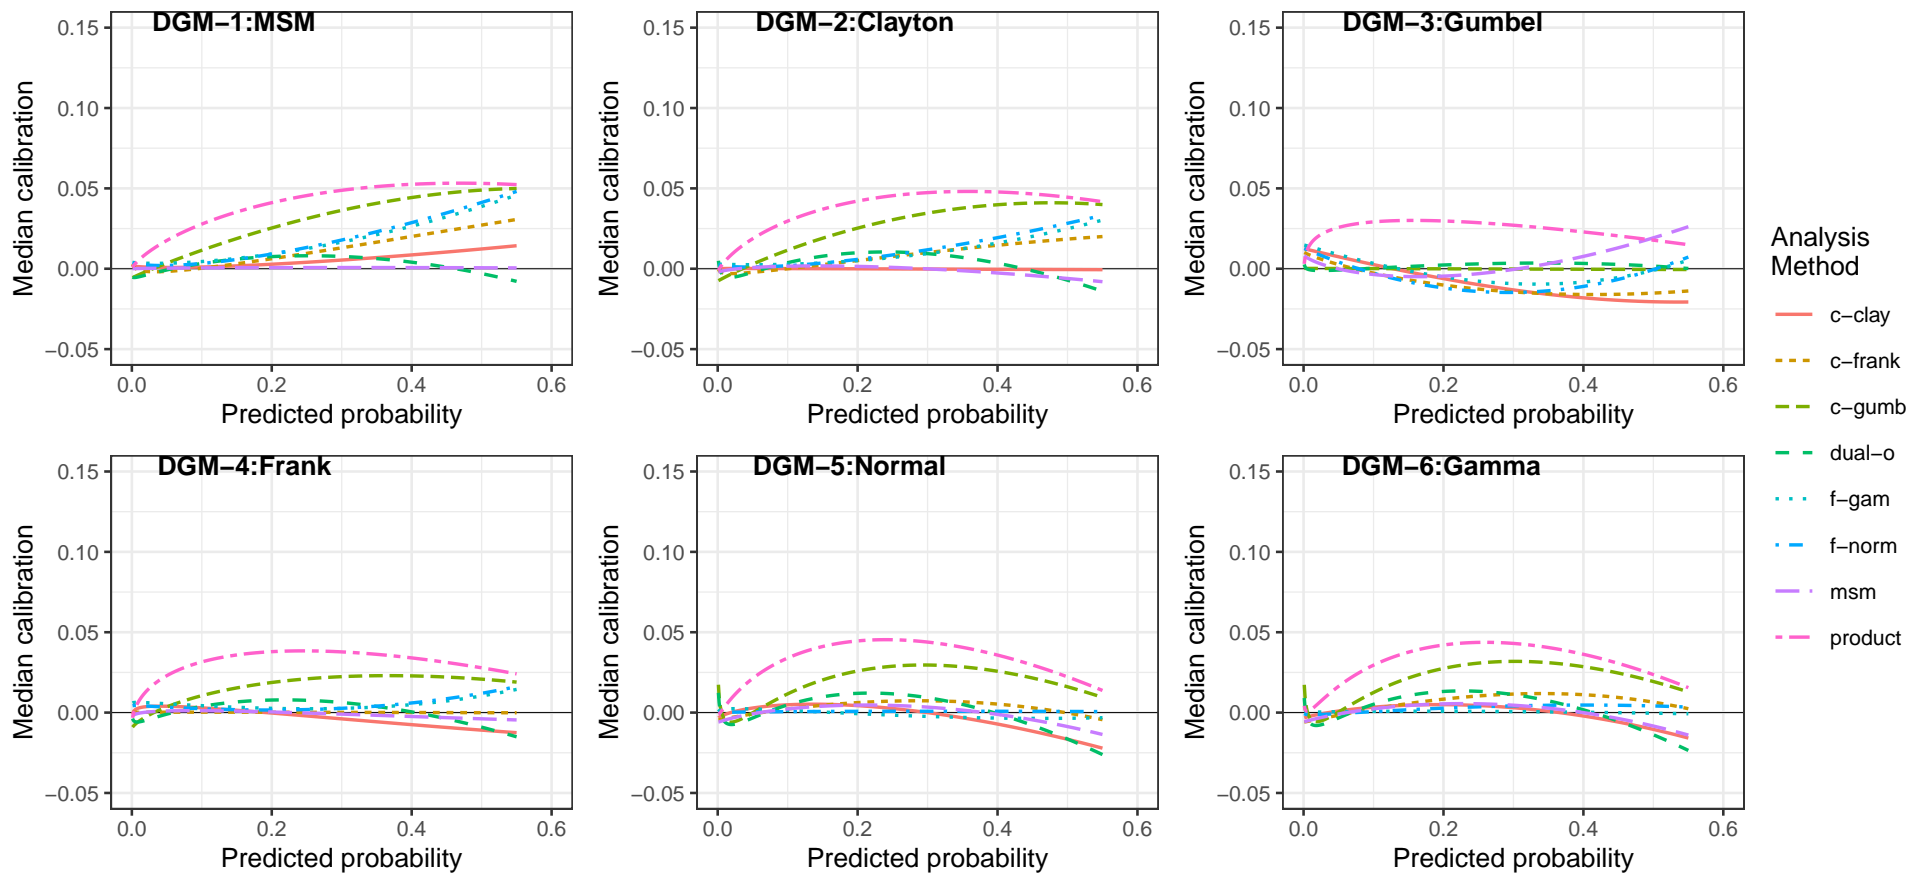 DGM−1:MSM
0.15
0.10
0.05
0.00
−0.05
Median calibration
0.0
0.2
0.4
0.6
Predicted probability
DGM−2:Clayton
0.15
0.10
0.05
0.00
−0.05
Median calibration
0.0
0.2
0.4
0.6
Predicted probability
DGM−3:Gumbel
0.15
0.10
0.05
0.00
−0.05
Median calibration
0.0
0.2
0.4
0.6
Predicted probability
DGM−4:Frank
0.15
0.10
0.05
0.00
−0.05
Median calibration
0.0
0.2
0.4
0.6
Predicted probability
DGM−5:Normal
0.15
0.10
0.05
0.00
−0.05
Median calibration
0.0
0.2
0.4
0.6
Predicted probability
DGM−6:Gamma
0.15
0.10
0.05
0.00
−0.05
Median calibration
0.0
0.2
0.4
0.6
Predicted probability
Analysis
Method
c−clay
c−frank
c−gumb
dual−o
f−gam
f−norm
msm
product